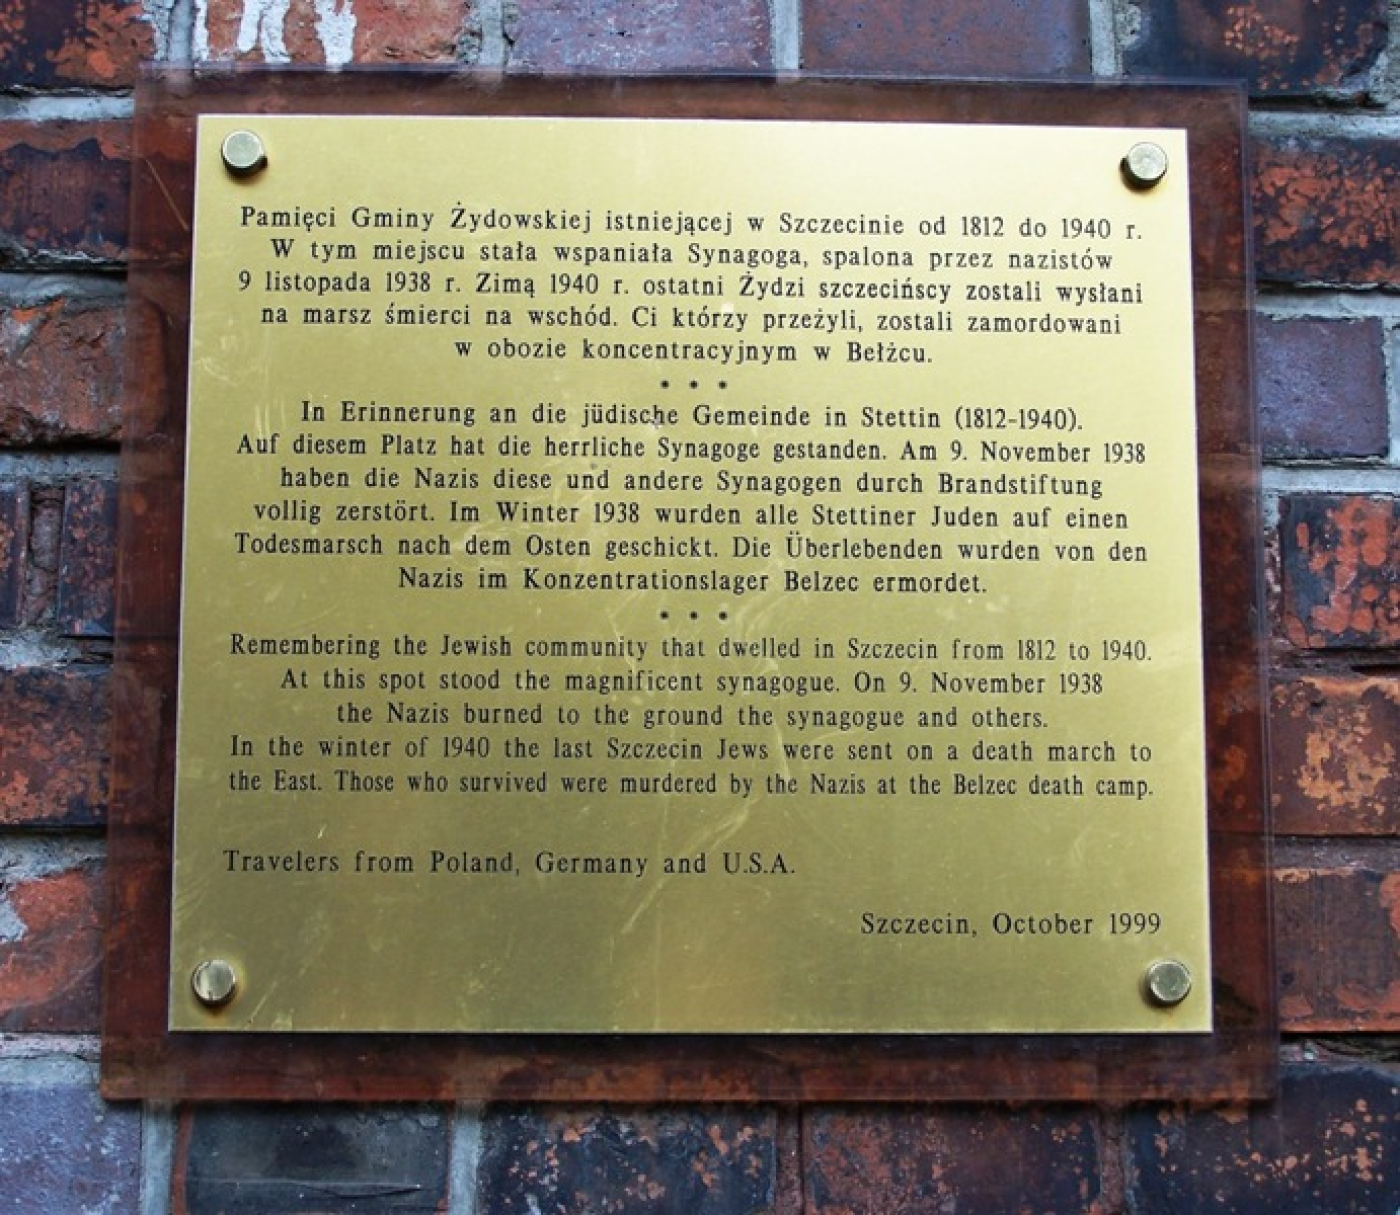 Pamięci Gminy Żydowskiej istniejącej w Szczecinie od 1812 do 1940 r.
W tym miejscu stała wspaniała Synagoga, spalona przez nazistów
9 listopada 1938 r. Zimą 1940 r. ostatni Żydzi szczecińscy zostali wysłani
na marsz śmierci na wschód. Ci którzy przeżyli, zostali zamordowani
w obozie koncentracyjnym w Bełżcu.
• • •
In Erinnerung an die jüdische Gemeinde in Stettin (1812-1940).
Auf diesem Platz hat die herrliche Synagoge gestanden. Am 9. November 1938
haben die Nazis diese und andere Synagogen durch Brandstiftung
vollig zerstört. Im Winter 1938 wurden alle Stettiner Juden auf einen
Todesmarsch nach dem Osten geschickt. Die Überlebenden wurden von den
Nazis im Konzentrationslager Belzec ermordet.
• • •
Remembering the Jewish community that dwelled in Szczecin from 1812 to 1940.
At this spot stood the magnificent synagogue. On 9. November 1938
the Nazis burned to the ground the synagogue and others.
In the winter of 1940 the last Szczecin Jews were sent on a death march to
the East. Those who survived were murdered by the Nazis at the Belzec death camp.
Travelers from Poland, Germany and U.S.A.
Szczecin, October 1999